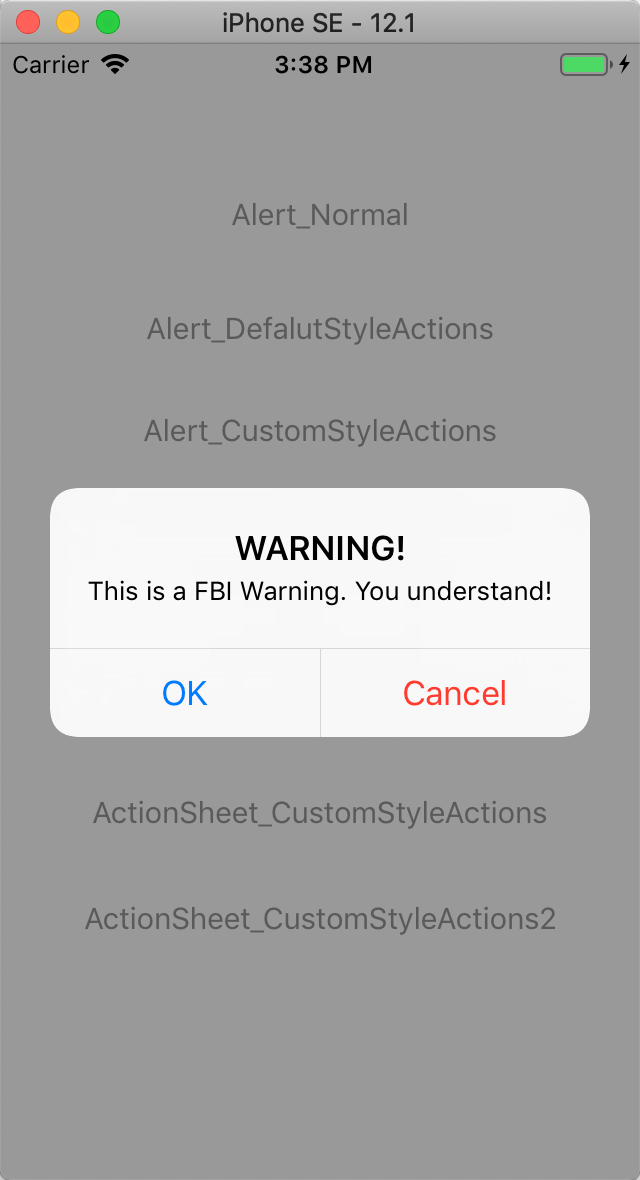 iPhone SE - 12.1
Carrier 3:38 PM
Alert_Normal
Alert_DefalutStyleActions
Alert_CustomStyleActions
WARNING!
This is a FBI Warning. You understand!
OK Cancel
ActionSheet_CustomStyleActions
ActionSheet_CustomStyleActions2